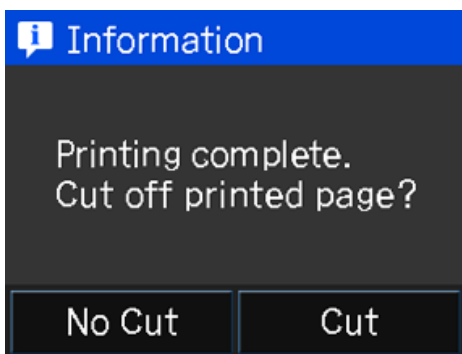 Information
Printing complete.
Cut off printed page?
No Cut
Cut